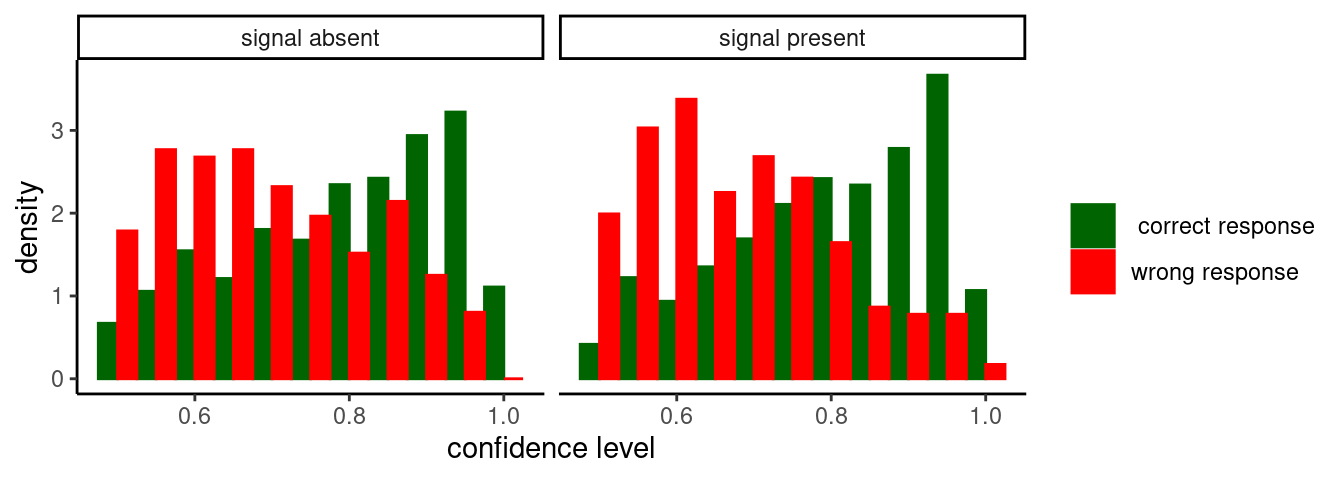 signal absent
signal present
density
3
2
1
0
0.6 0.8 1.0
0.6 0.8 1.0
confidence level
correct response
wrong response